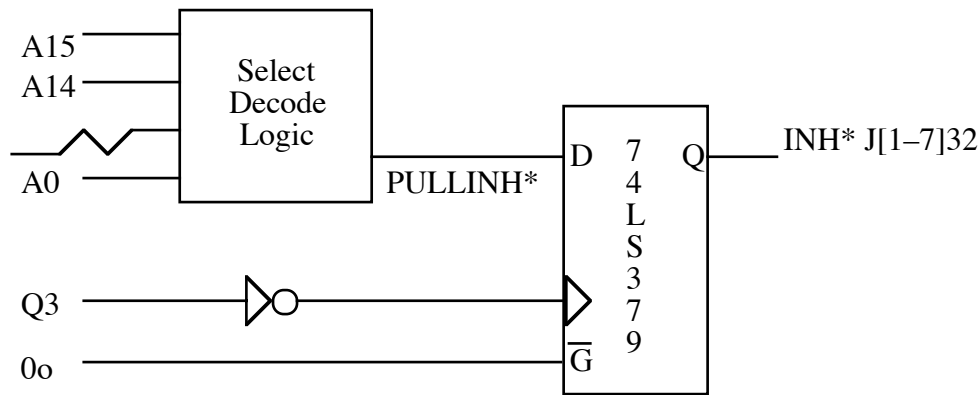 A15
A14
A0
Select
Decode
Logic
PULLINH*
D
7
4
L
S
3
7
9
Q
INH* J[1–7]32
Q3
0o
G